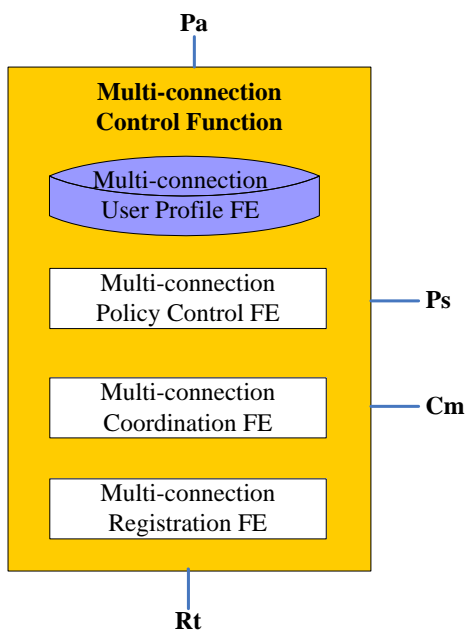 Pa
Multi-connection
Control Function
Multi-connection
User Profile FE
Multi-connection
Policy Control FE
Ps
Multi-connection
Coordination FE
Cm
Multi-connection
Registration FE
Rt